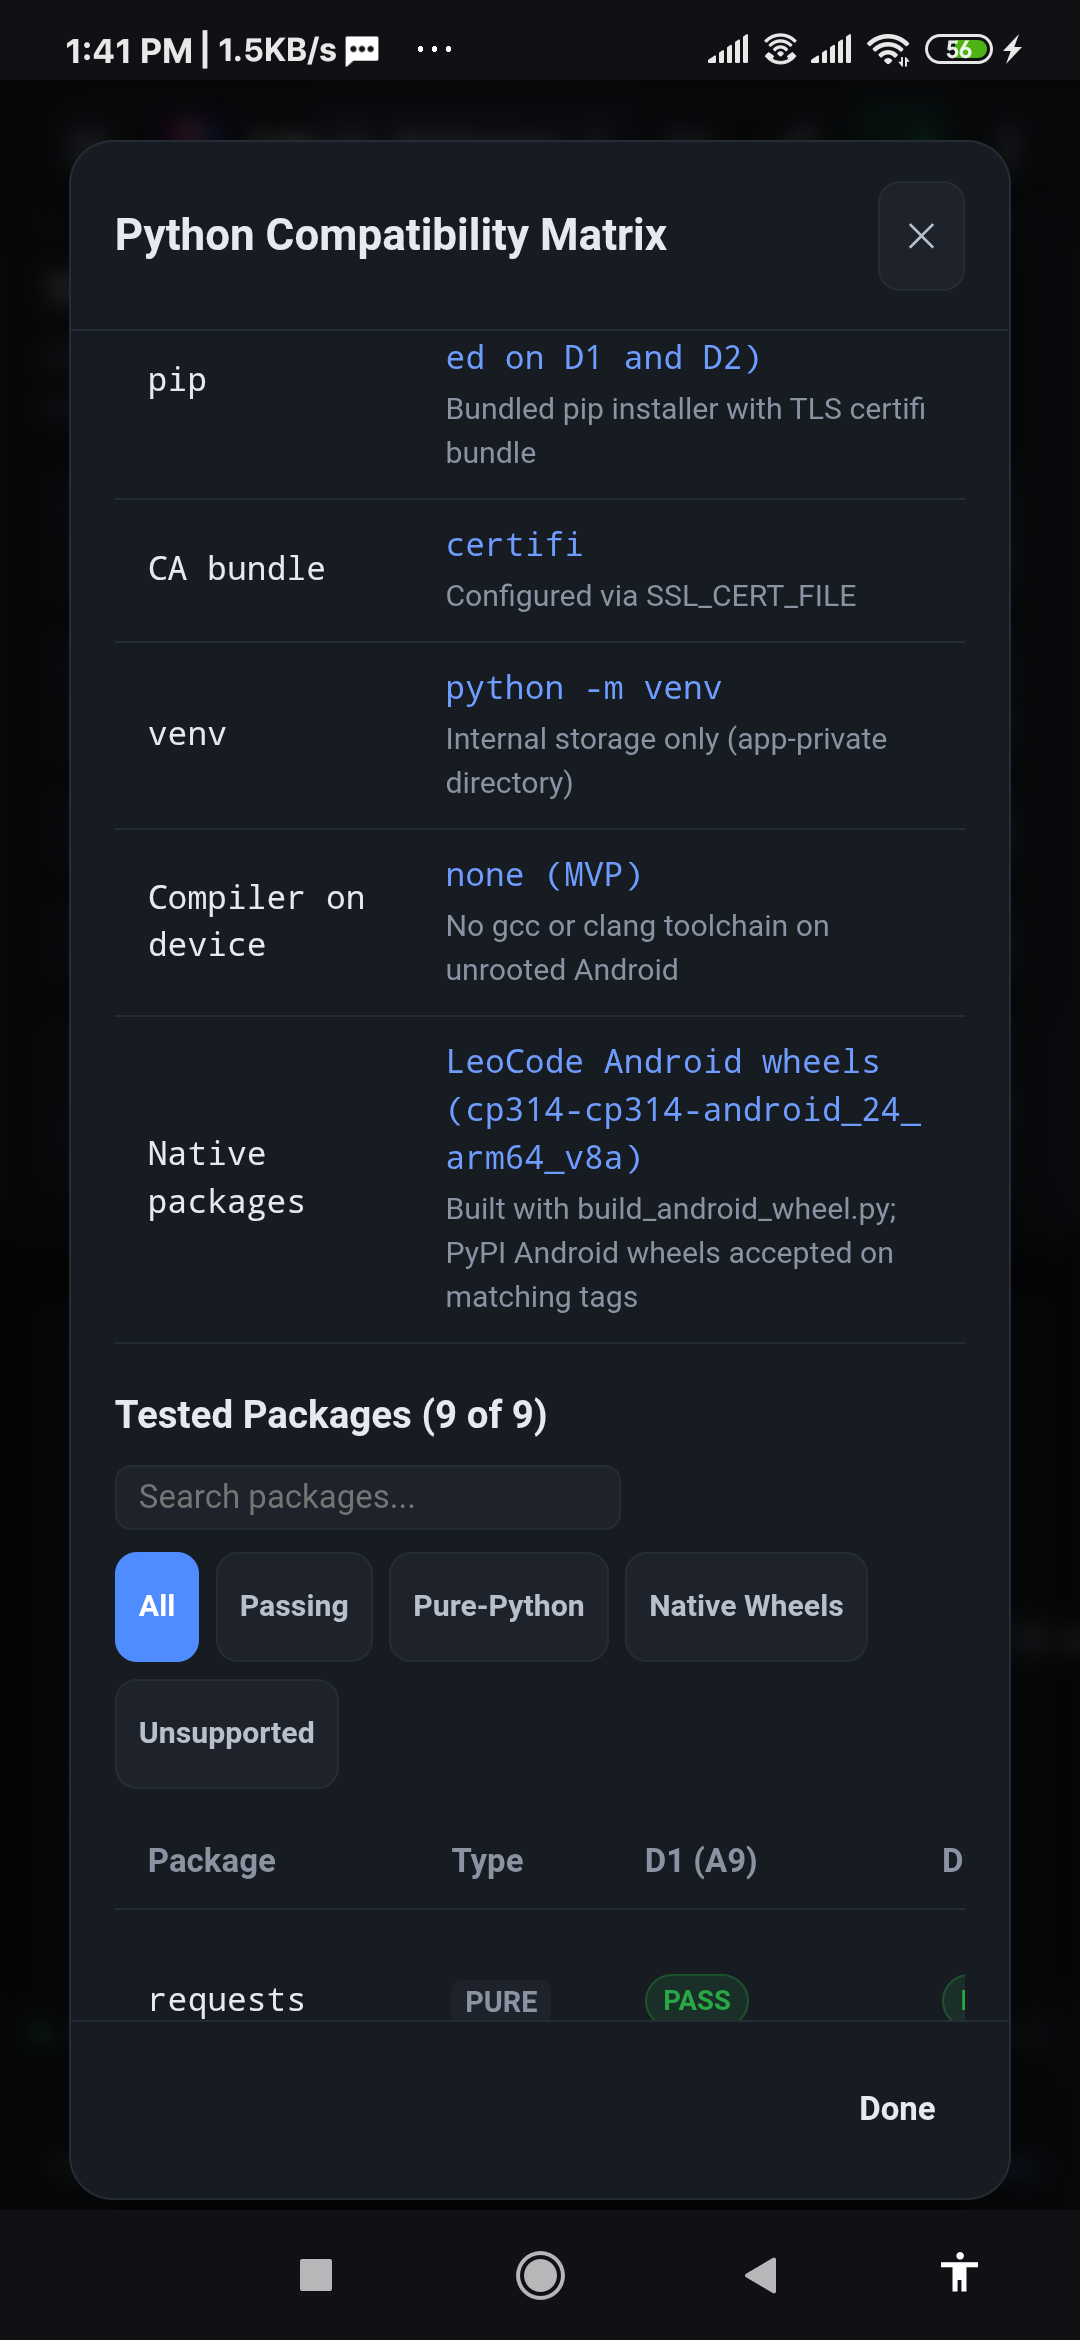 1:41 PM | 1.5KB/s
56
Python Compatibility Matrix
pip
ed on D1 and D2)
Bundled pip installer with TLS certifi
bundle
CA bundle
certifi
Configured via SSL_CERT_FILE
venv
python -m venv
Internal storage only (app-private
directory)
Compiler on
device
none (MVP)
No gcc or clang toolchain on
unrooted Android
Native
packages
LeoCode Android wheels
(cp314-cp314-android_24_
arm64_v8a)
Built with build_android_wheel.py;
PyPI Android wheels accepted on
matching tags
Tested Packages (9 of 9)
Search packages...
All
Passing
Pure-Python
Native Wheels
Unsupported
Package Type D1 (A9) D
requests PURE PASS
Done